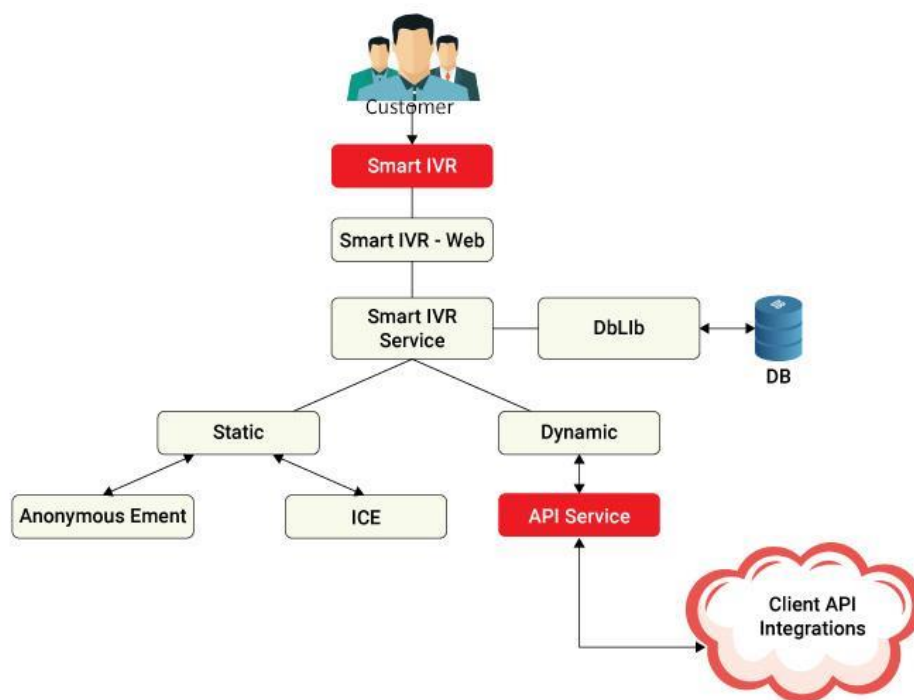 Customer
Smart IVR
Smart IVR - Web
Smart IVR
Service
DbLIb
DB
Static
Dynamic
Anonymous Ement
ICE
API Service
Client API
Integrations